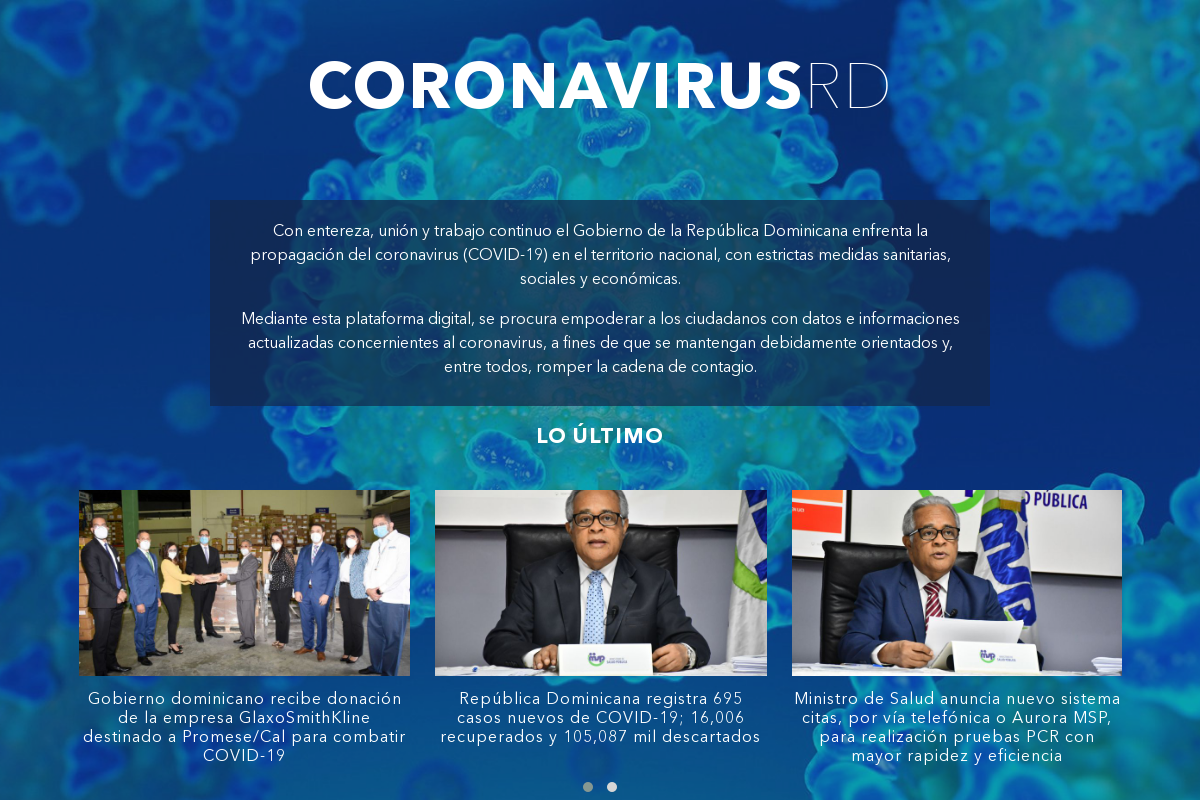 CORONAVIRUSRD
Con entereza, unión y trabajo continuo el Gobierno de la República Dominicana enfrenta la
propagación del coronavirus (COVID-19) en el territorio nacional, con estrictas medidas sanitarias,
sociales y económicas.
Mediante esta plataforma digital, se procura empoderar a los ciudadanos con datos e informaciones
actualizadas concernientes al coronavirus, a fines de que se mantengan debidamente orientados y,
entre todos, romper la cadena de contagio.
LO ÚLTIMO
O PÚBLICA
msp
msp
Gobierno dominicano recibe donación
de la empresa GlaxoSmithKline
destinado a Promese/Cal para combatir
COVID-19
República Dominicana registra 695
casos nuevos de COVID-19; 16,006
recuperados y 105,087 mil descartados
Ministro de Salud anuncia nuevo sistema
citas, por vía telefónica o Aurora MSP,
para realización pruebas PCR con
mayor rapidez y eficiencia